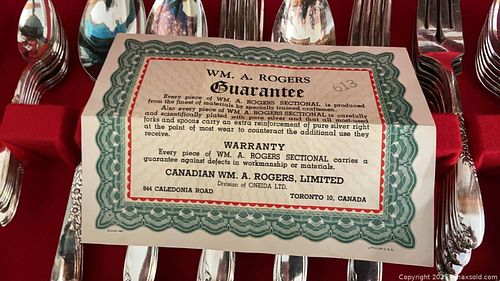 WM. A. ROGERS
Guarantee
613
Every piece of WM. A. ROGERS SECTIONAL is produced
from the finest of materials by specially trained craftsmen.
Also every piece of WM. A. ROGERS SECTIONAL is carefully
and scientifically plated with pure silver and that all most-used
forks and spoons carry an extra reinforcement of pure silver right
at the point of most wear to counteract the additional use they
receive.
WARRANTY
Every piece of WM. A. ROGERS SECTIONAL carries a
guarantee against defects in workmanship or materials.
CANADIAN WM. A. ROGERS, LIMITED
Division of ONEIDA LTD.
844 CALEDONIA ROAD TORONTO 10, CANADA